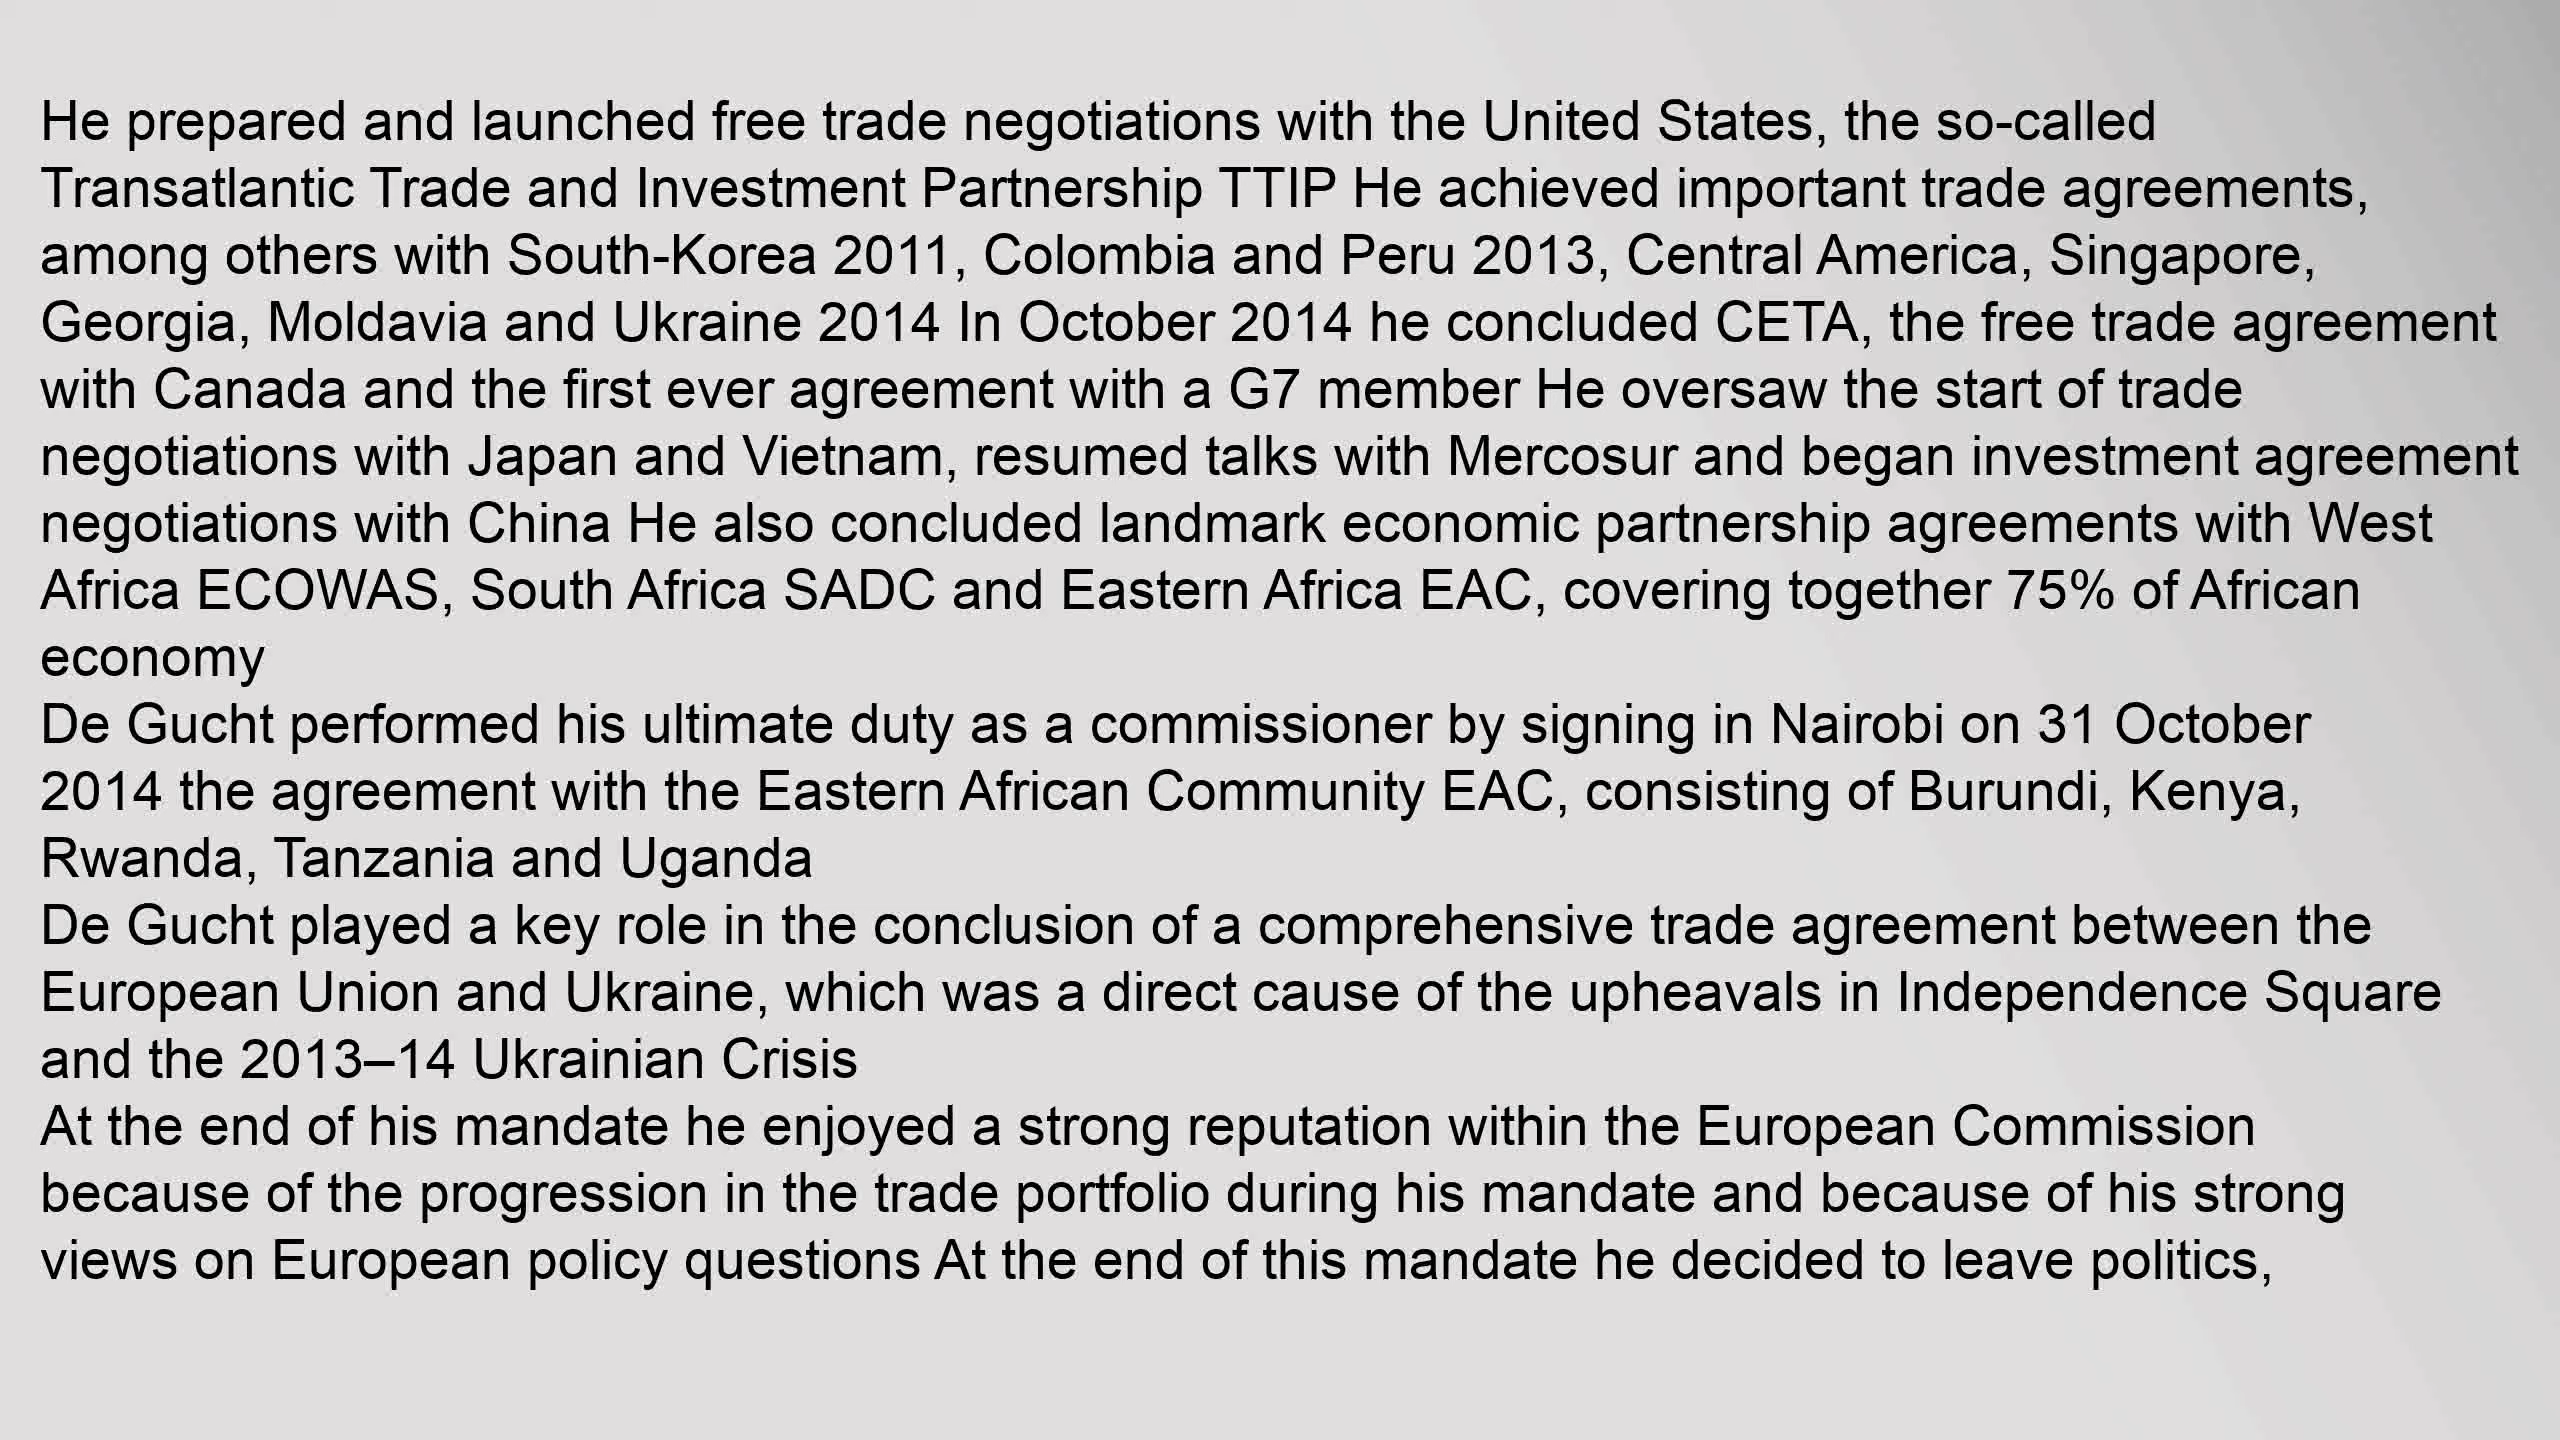 He prepared and launched free trade negotiations with the United States, the so-called
Transatlantic Trade and Investment Partnership TTIP He achieved important trade agreements,
among others with South-Korea 2011, Colombia and Peru 2013, Central America, Singapore,
Georgia, Moldavia and Ukraine 2014 In October 2014 he concluded CETA, the free trade agreement
with Canada and the first ever agreement with a G7 member He oversaw the start of trade
negotiations with Japan and Vietnam, resumed talks with Mercosur and began investment agreement
negotiations with China He also concluded landmark economic partnership agreements with West
Africa ECOWAS, South Africa SADC and Eastern Africa EAC, covering together 75% of African
economy
De Gucht performed his ultimate duty as a commissioner by signing in Nairobi on 31 October
2014 the agreement with the Eastern African Community EAC, consisting of Burundi, Kenya,
Rwanda, Tanzania and Uganda
De Gucht played a key role in the conclusion of a comprehensive trade agreement between the
European Union and Ukraine, which was a direct cause of the upheavals in Independence Square
and the 2013–14 Ukrainian Crisis
At the end of his mandate he enjoyed a strong reputation within the European Commission
because of the progression in the trade portfolio during his mandate and because of his strong
views on European policy questions At the end of this mandate he decided to leave politics,